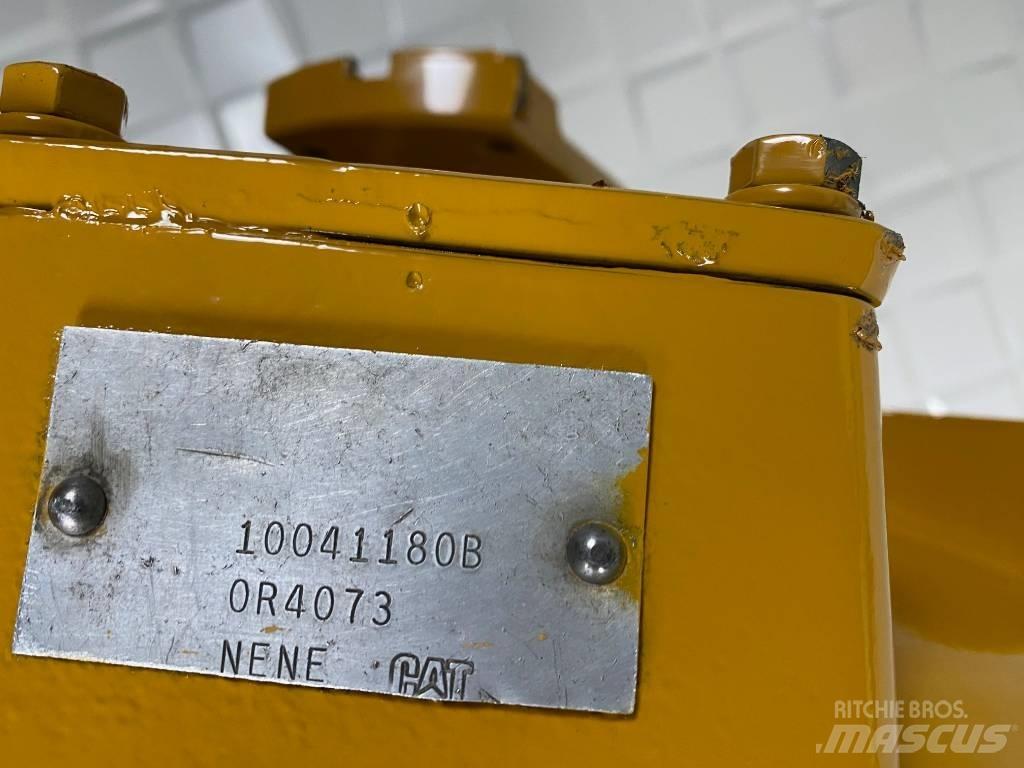 10041180B
0R4073
NENE CAT
RITCHIE BROS.
MASCUS